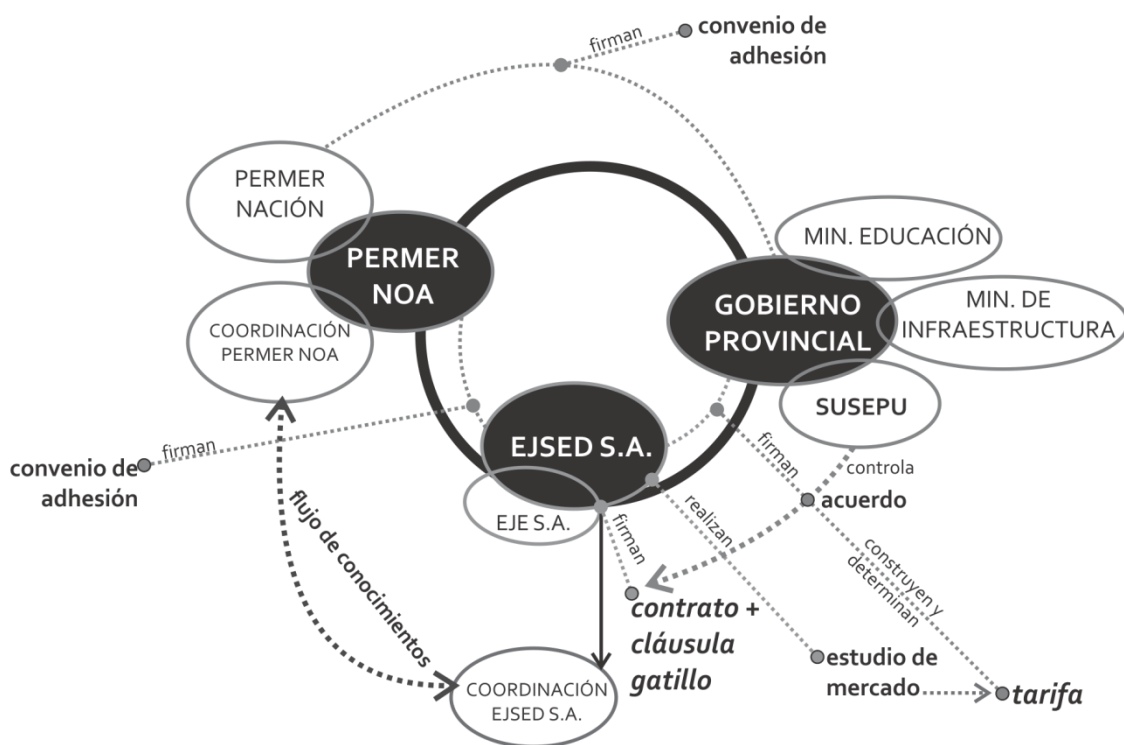 firman
convenio de
adhesión
PERMER
NACIÓN
MIN. EDUCACIÓN
PERMER
NOA
GOBIERNO
PROVINCIAL
MIN. DE
INFRAESTRUCTURA
COORDINACIÓN
PERMER NOA
SUSEPU
firman
convenio de
adhesión
EJSED S.A.
EJE S.A.
firman
controla
acuerdo
realizan
firman
flujo de conocimientos
construyen y
determinan
contrato +
cláusula
gatillo
estudio de
mercado
tarifa
COORDINACIÓN
EJSED S.A.